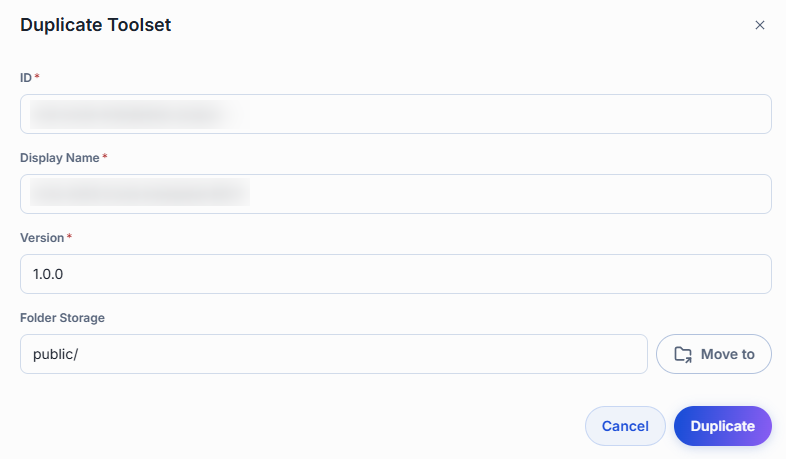 Duplicate Toolset
ID *
Display Name *
Version *
1.0.0
Folder Storage
public/
Move to
Cancel
Duplicate